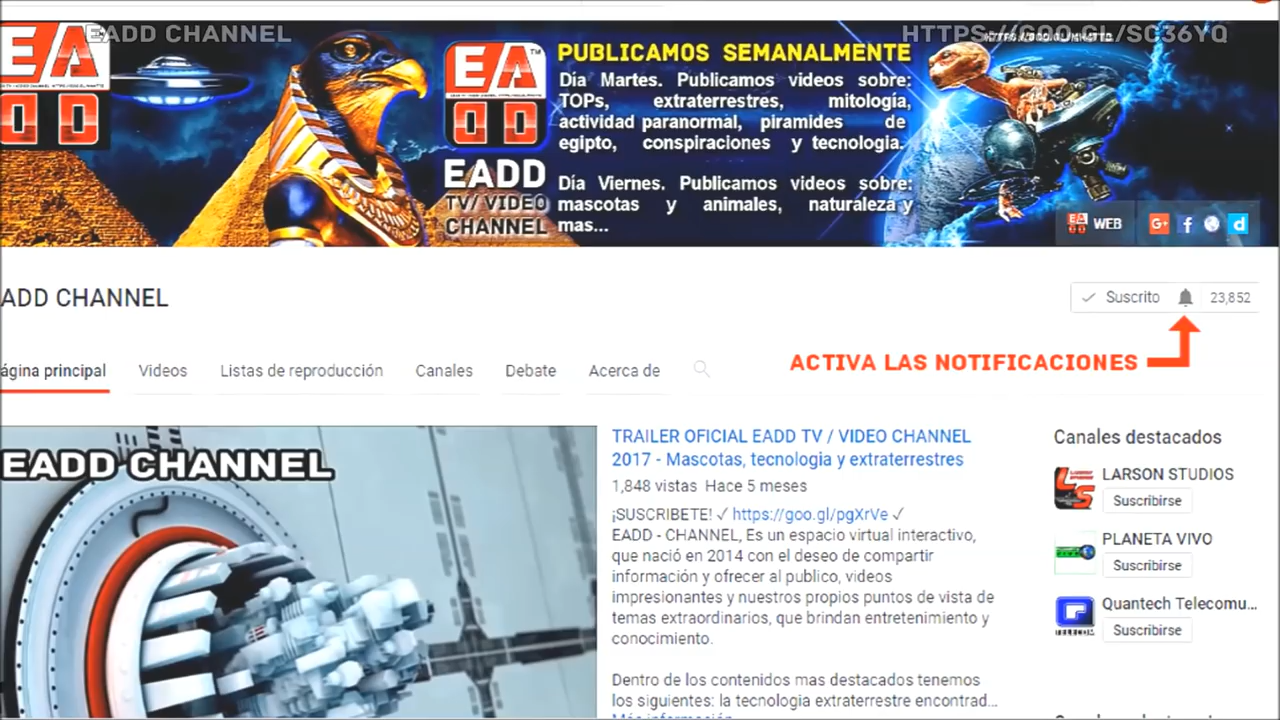 EADD CHANNEL
HTTPS://GOO.GL/SC36YQ
EA
DD
EA
DD
EADD
TV/ VIDEO
CHANNEL
PUBLICAMOS SEMANALMENTE
Día Martes. Publicamos videos sobre:
TOPs, extraterrestres, mitología,
actividad paranormal, piramides de
egipto, conspiraciones y tecnologia.
Día Viernes. Publicamos videos sobre:
mascotas y animales, naturaleza y
mas...
WEB
ADD CHANNEL
Suscrito 23,852
ACTIVA LAS NOTIFICACIONES
ágina principal Videos Listas de reproducción Canales Debate Acerca de
EADD CHANNEL
TRAILER OFICIAL EADD TV / VIDEO CHANNEL
2017 - Mascotas, tecnologia y extraterrestres
1,848 vistas Hace 5 meses
¡SUSCRIBETE! ✓ https://goo.gl/pgXrVe ✓
EADD - CHANNEL, Es un espacio virtual interactivo,
que nació en 2014 con el deseo de compartir
información y ofrecer al publico, videos
impresionantes y nuestros propios puntos de vista de
temas extraordinarios, que brindan entretenimiento y
conocimiento.
Dentro de los contenidos mas destacados tenemos
los siguientes: la tecnologia extraterrestre encontrad...
Más información
Canales destacados
LARSON STUDIOS
Suscribirse
PLANETA VIVO
Suscribirse
Quantech Telecomu...
Suscribirse